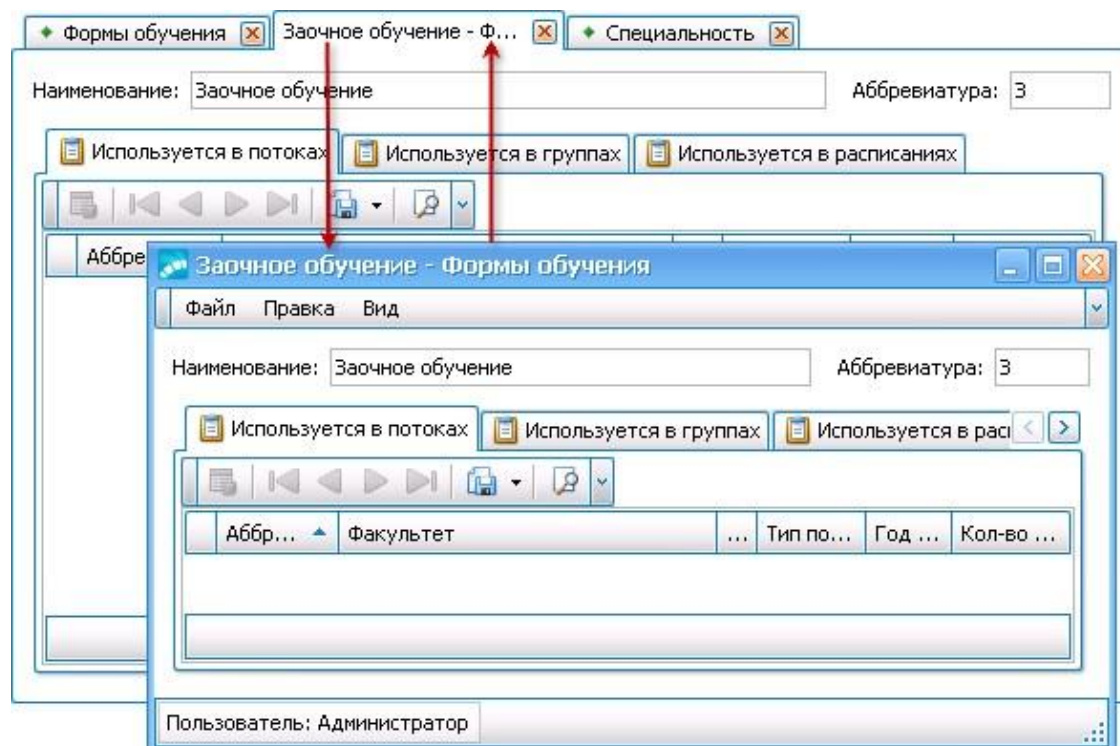 Формы обучения Заочное обучение - Ф... Специальность
Наименование: Заочное обучение Аббревиатура: З
Используется в потоках Используется в группах Используется в расписаниях
Аббре
Заочное обучение - Формы обучения
Файл Правка Вид
Наименование: Заочное обучение Аббревиатура: З
Используется в потоках Используется в группах Используется в рас
Аббр... Факультет ... Тип по... Год ... Кол-во ...
Пользователь: Администратор